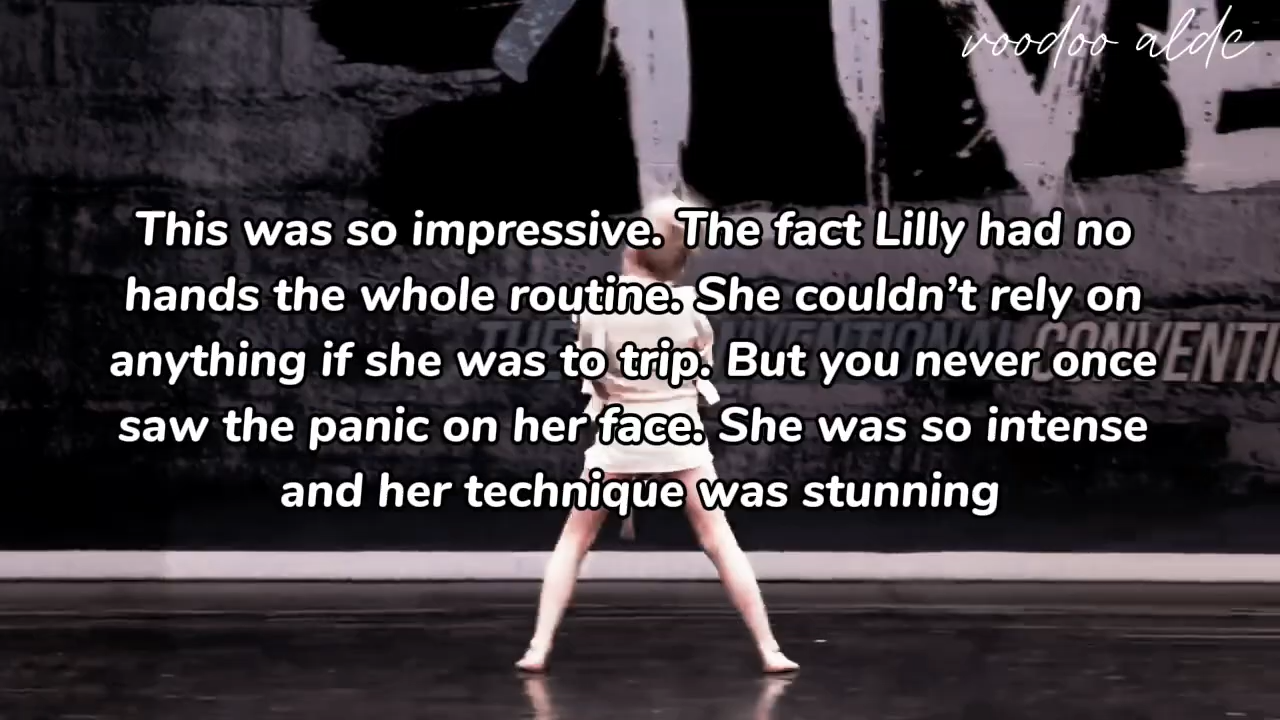 voodoo aldc
This was so impressive. The fact Lilly had no
hands the whole routine. She couldn’t rely on
anything if she was to trip. But you never once
saw the panic on her face. She was so intense
and her technique was stunning
CONVENTI